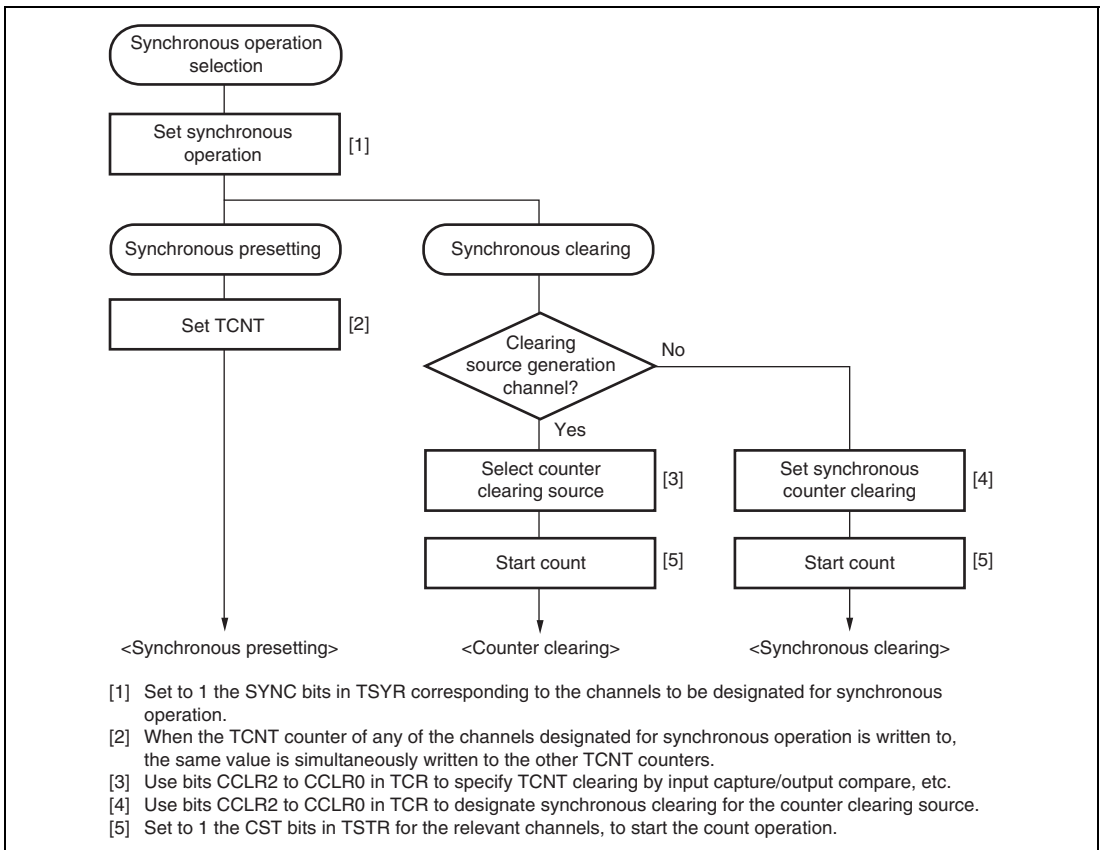 Synchronous operation
selection
Set synchronous
operation
[1]
Synchronous presetting
Synchronous clearing
Set TCNT
[2]
Clearing
source generation
channel?
No
Yes
Select counter
clearing source
[3]
Set synchronous
counter clearing
[4]
Start count
[5]
Start count
[5]
<Synchronous presetting>
<Counter clearing>
<Synchronous clearing>
[1] Set to 1 the SYNC bits in TSYR corresponding to the channels to be designated for synchronous
operation.
[2] When the TCNT counter of any of the channels designated for synchronous operation is written to,
the same value is simultaneously written to the other TCNT counters.
[3] Use bits CCLR2 to CCLR0 in TCR to specify TCNT clearing by input capture/output compare, etc.
[4] Use bits CCLR2 to CCLR0 in TCR to designate synchronous clearing for the counter clearing source.
[5] Set to 1 the CST bits in TSTR for the relevant channels, to start the count operation.